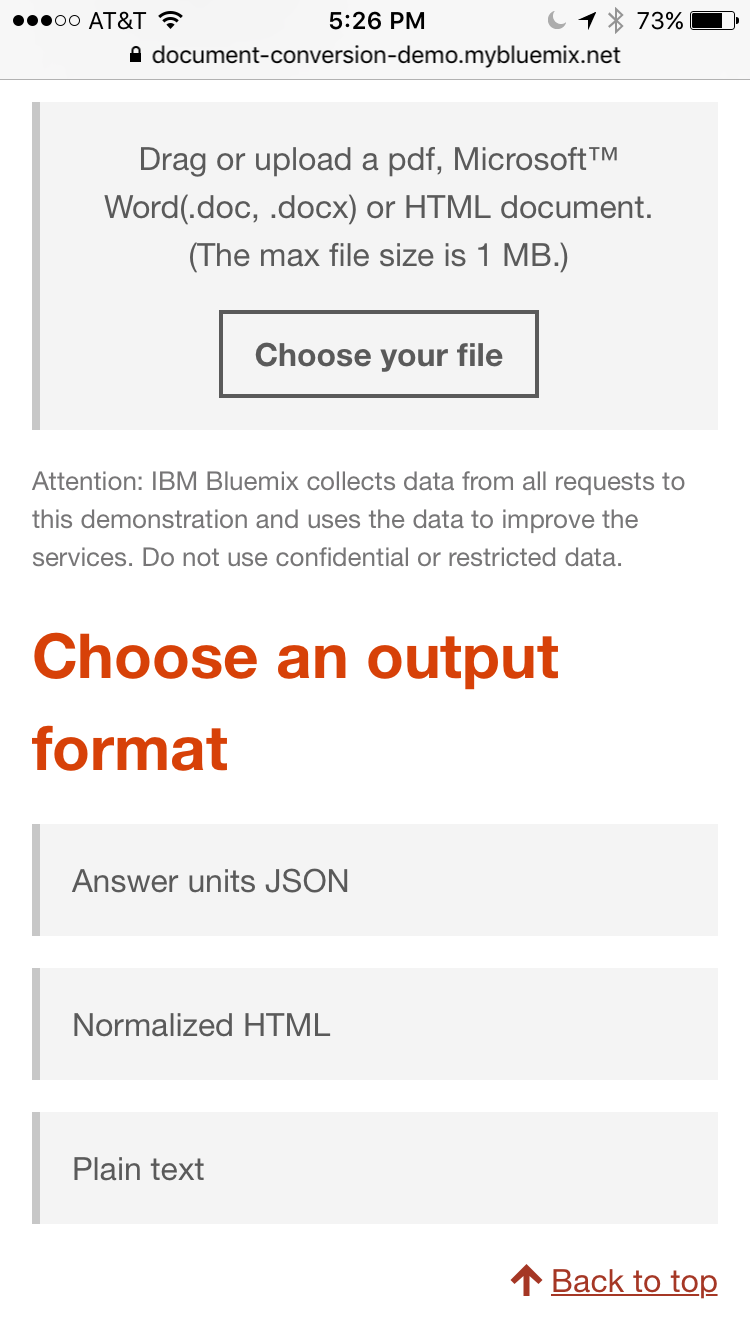 AT&T 5:26 PM 73%
document-conversion-demo.mybluemix.net
Drag or upload a pdf, Microsoft™
Word(.doc, .docx) or HTML document.
(The max file size is 1 MB.)
Choose your file
Attention: IBM Bluemix collects data from all requests to
this demonstration and uses the data to improve the
services. Do not use confidential or restricted data.
Choose an output
format
Answer units JSON
Normalized HTML
Plain text
Back to top